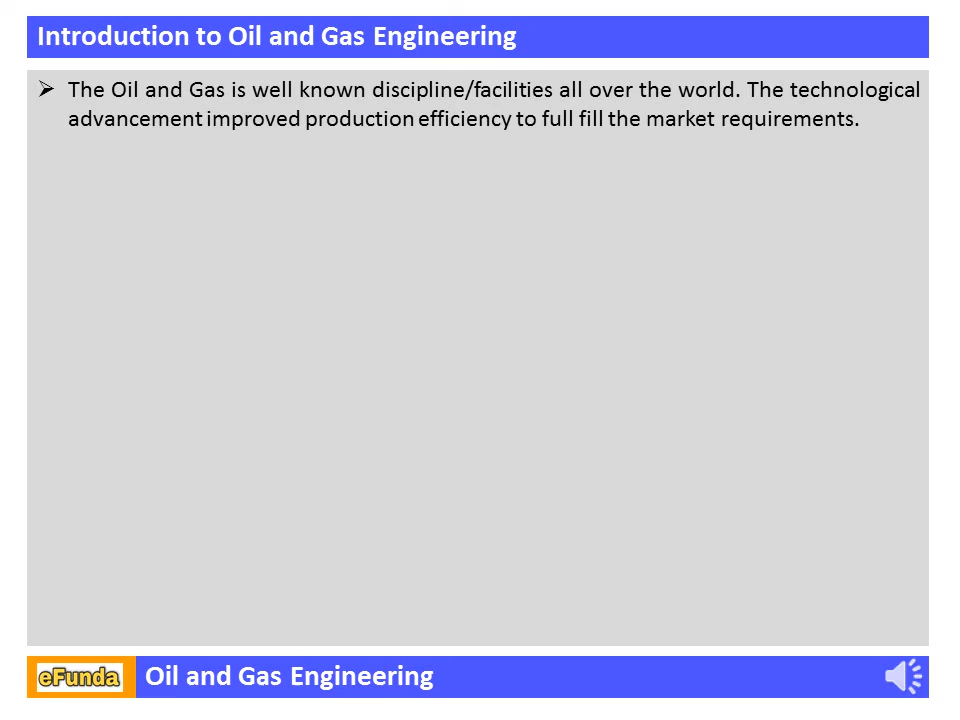 Introduction to Oil and Gas Engineering
The Oil and Gas is well known discipline/facilities all over the world. The technological
advancement improved production efficiency to full fill the market requirements.
eFunda
Oil and Gas Engineering